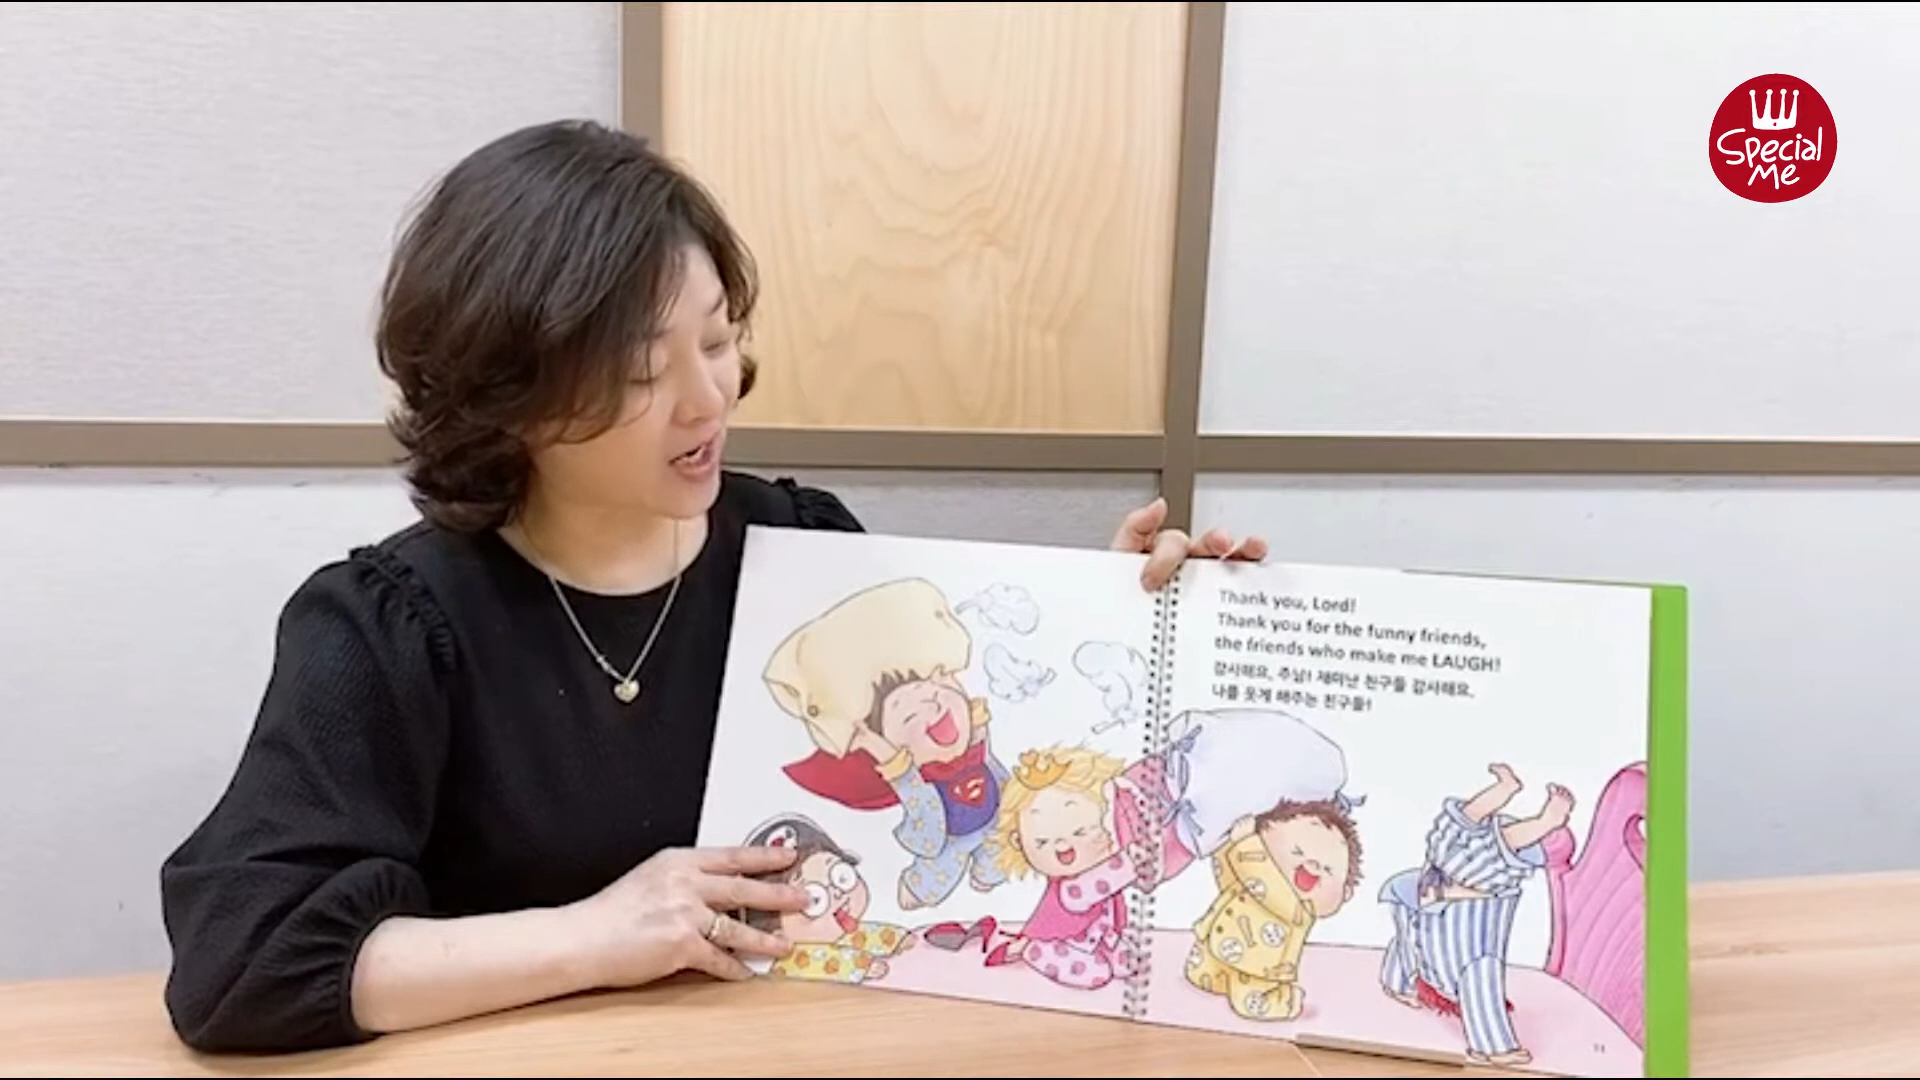 Special
Me
Thank you, Lord!
Thank you for the funny friends,
the friends who make me LAUGH!
감사해요, 주님! 재미난 친구들 감사해요.
나를 웃게 해주는 친구들!
11